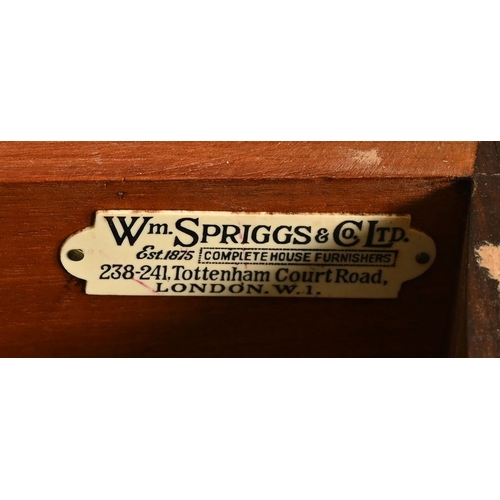 Wm. SPRIGGS & Co. LTD.
Est. 1875 COMPLETE HOUSE FURNISHERS
238-241, Tottenham Court Road,
LONDON. W. 1.